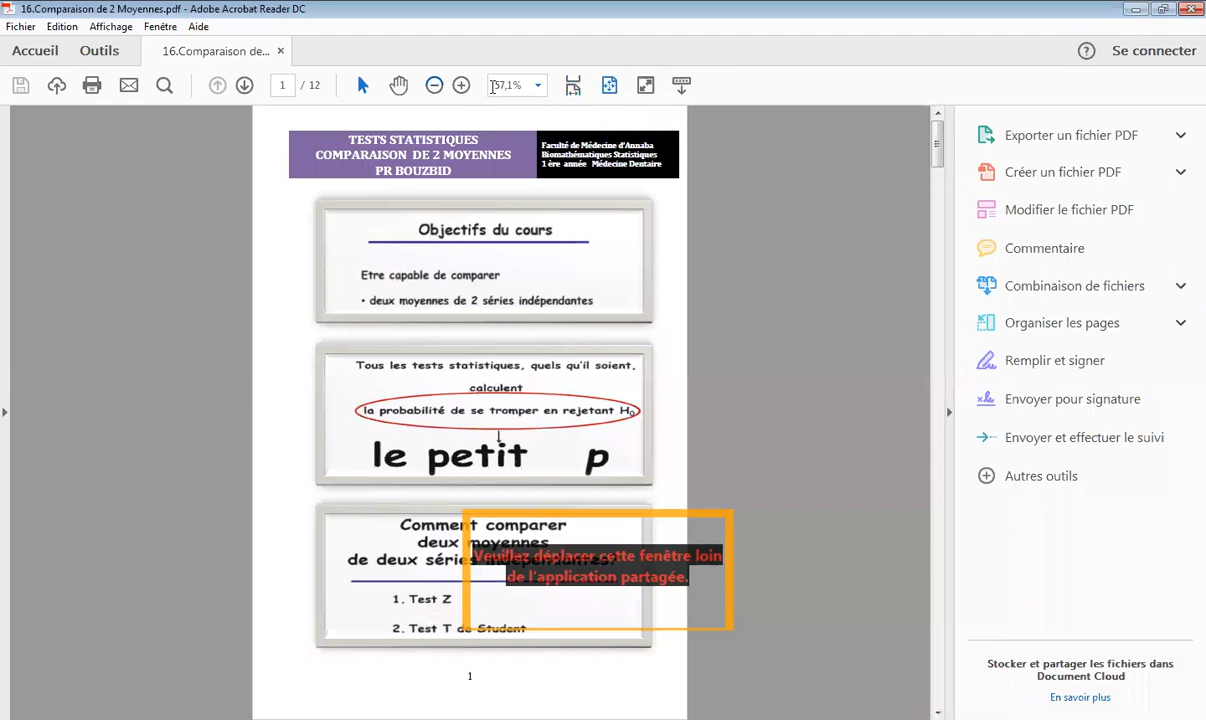 16.Comparaison de 2 Moyennes.pdf - Adobe Acrobat Reader DC
Fichier Edition Affichage Fenêtre Aide
Accueil Outils 16.Comparaison de... × Se connecter
1 / 12 57,1%
TESTS STATISTIQUES
COMPARAISON DE 2 MOYENNES
PR BOUZBID
Faculté de Médecine d'Annaba
Biomathématiques Statistiques
1 ère année Médecine Dentaire
Objectifs du cours
Etre capable de comparer
• deux moyennes de 2 séries indépendantes
Tous les tests statistiques, quels qu'il soient,
calculent
la probabilité de se tromper en rejetant H0
le petit p
Comment comparer
deux moyennes
de deux séries indépendantes?
1. Test Z
2. Test T de Student
Veuillez déplacer cette fenêtre loin
de l'application partagée.
1
Exporter un fichier PDF
Créer un fichier PDF
Modifier le fichier PDF
Commentaire
Combinaison de fichiers
Organiser les pages
Remplir et signer
Envoyer pour signature
Envoyer et effectuer le suivi
Autres outils
Stocker et partager les fichiers dans
Document Cloud
En savoir plus